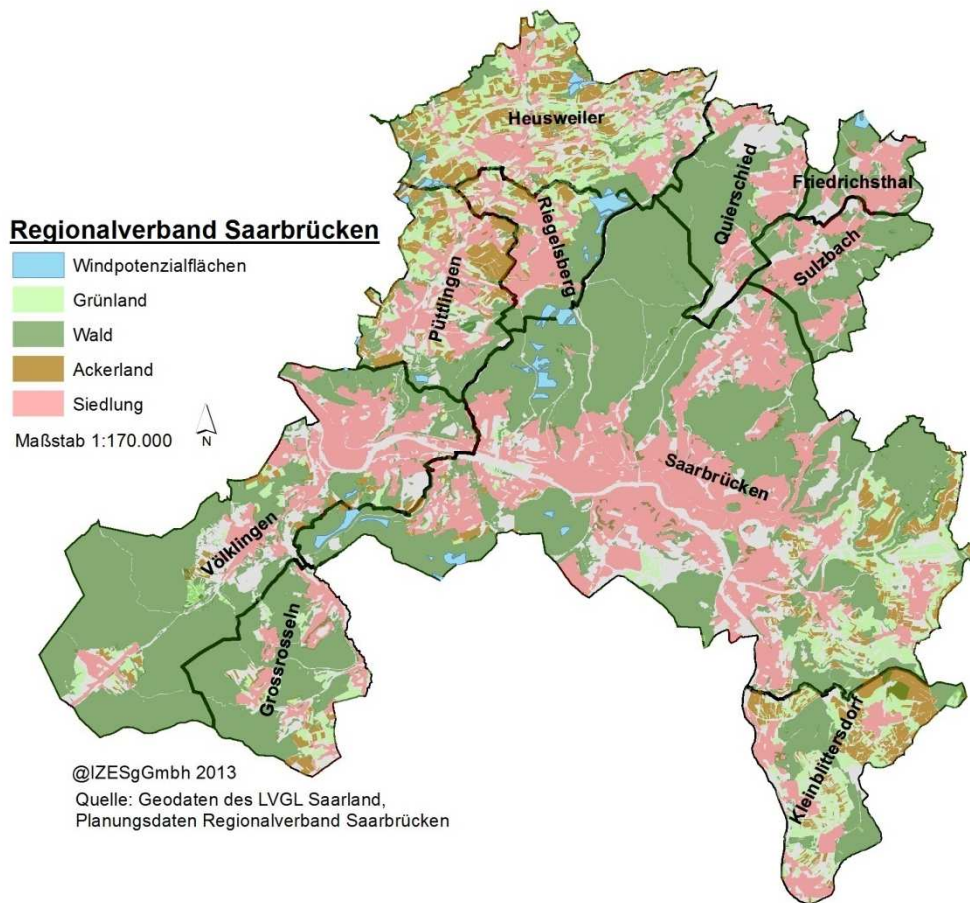 Regionalverband Saarbrücken
Windpotenzialflächen
Grünland
Wald
Ackerland
Siedlung
Maßstab 1:170.000
N
Heusweiler
Riegelsberg
Püttlingen
Quierschied
Friedrichsthal
Sulzbach
Saarbrücken
Völklingen
Grossrosseln
Kleinblittersdorf
@IZESgGmbh 2013
Quelle: Geodaten des LVGL Saarland,
Planungsdaten Regionalverband Saarbrücken